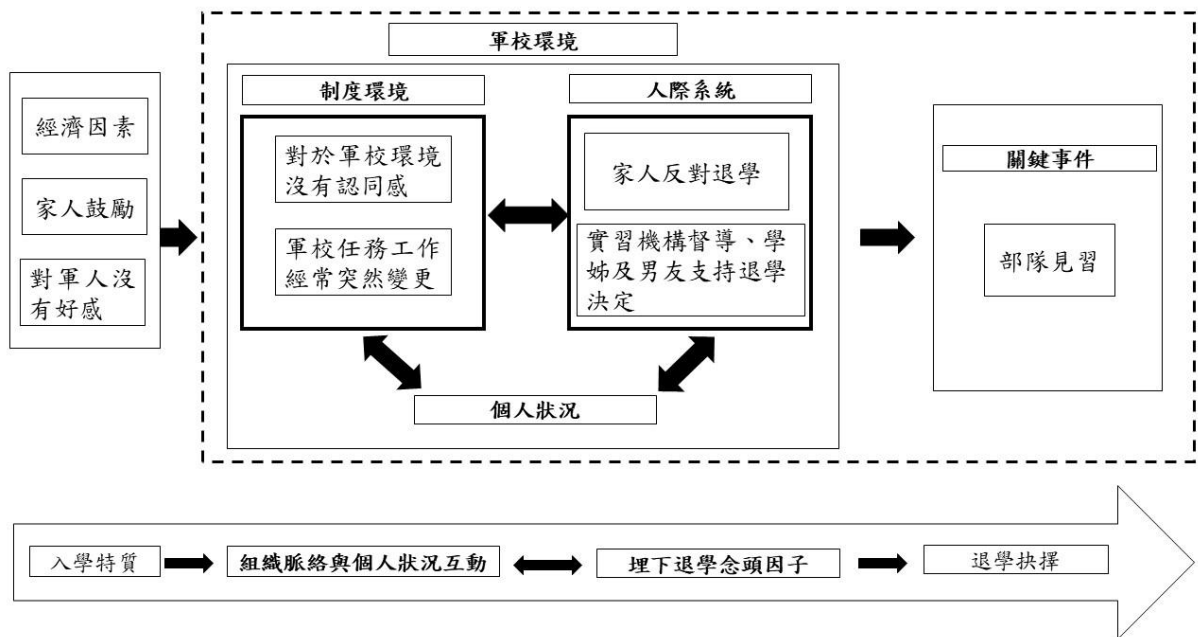 軍校環境
經濟因素
家人鼓勵
對軍人沒
有好感
制度環境
對於軍校環境
沒有認同感
軍校任務工作
經常突然變更
人際系統
家人反對退學
實習機構督導、學
姊及男友支持退學
決定
個人狀況
關鍵事件
部隊見習
入學特質
組織脈絡與個人狀況互動
埋下退學念頭因子
退學抉擇